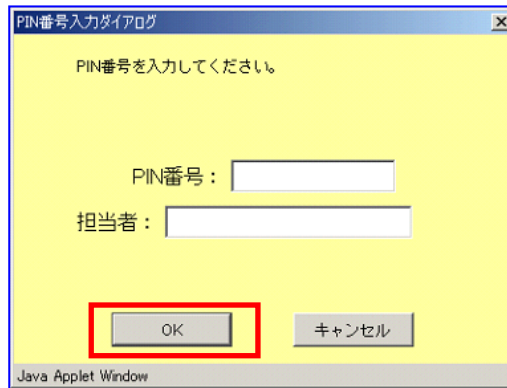 PIN番号入力ダイアログ
PIN番号を入力してください。
PIN番号：
担当者：
OK キャンセル
Java Applet Window